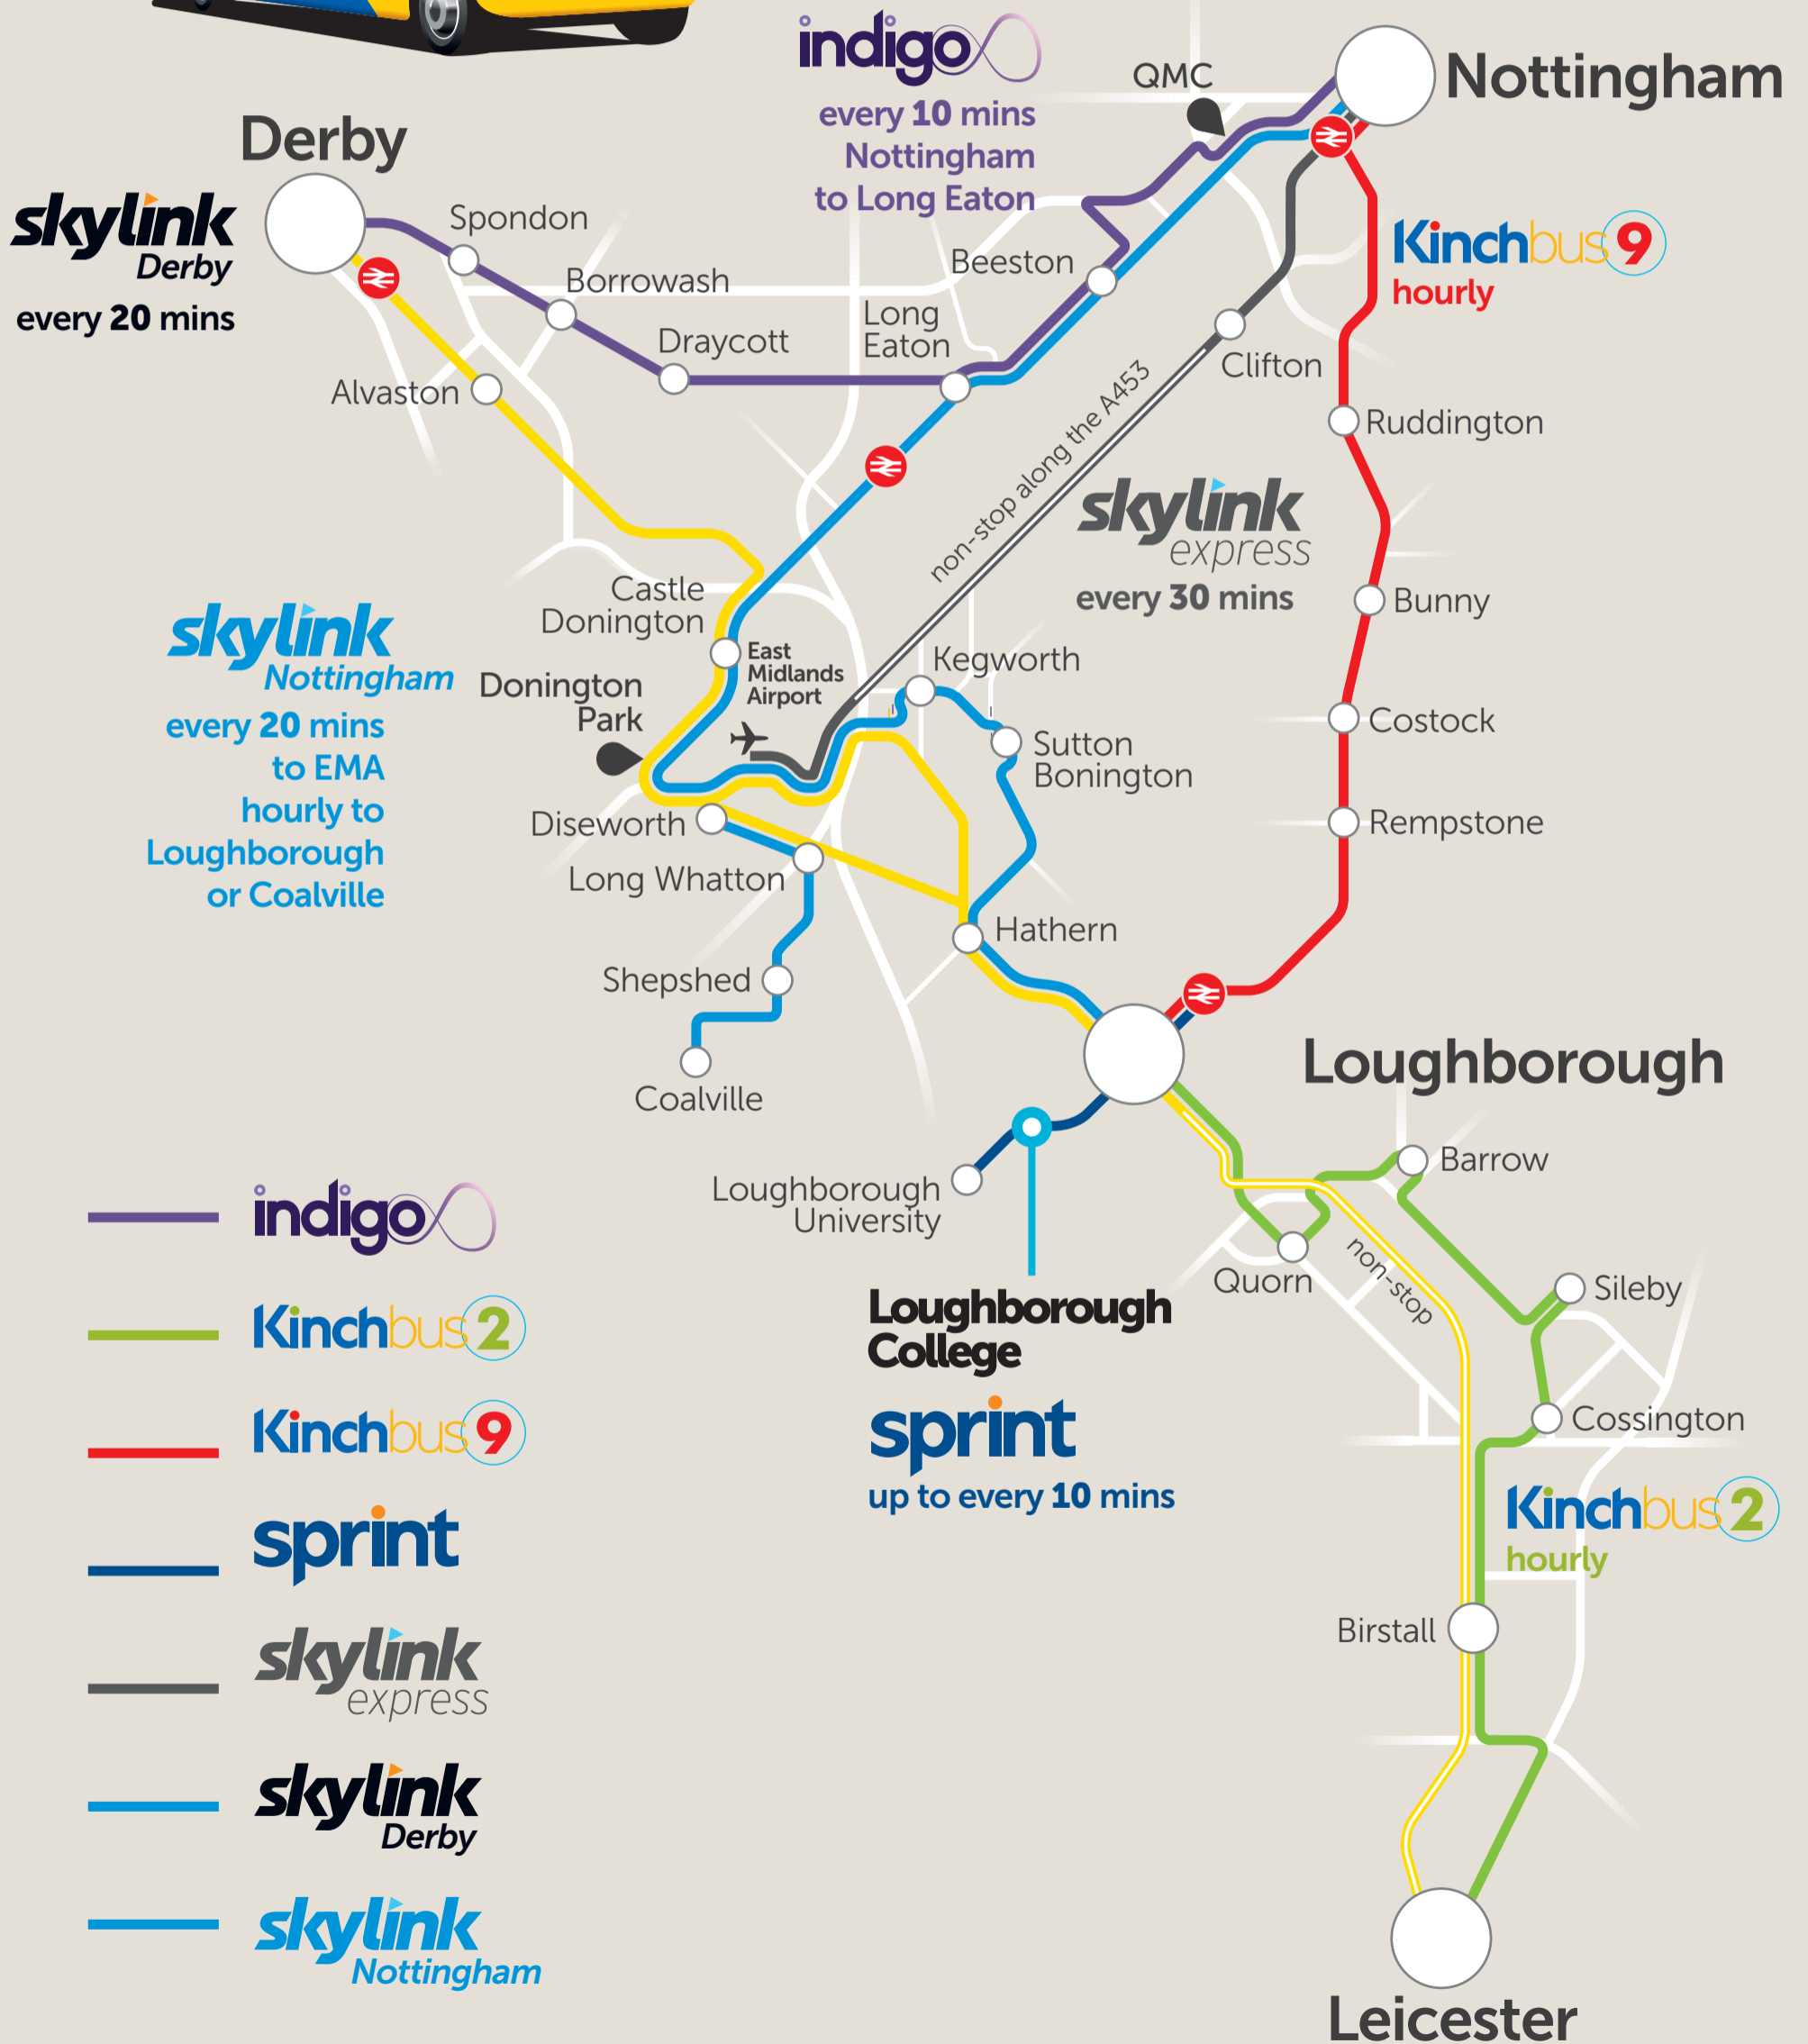 indigo
every 10 mins
Nottingham
to Long Eaton
QMC
Nottingham
Derby
skylink
Derby
every 20 mins
Spondon
Borrowash
Draycott
Alvaston
Long
Eaton
Beeston
Kinchbus 9
hourly
Clifton
Ruddington
non-stop along the A453
skylink
express
every 30 mins
Bunny
Castle
Donington
East
Midlands
Airport
Donington
Park
Kegworth
Sutton
Bonington
Costock
Rempstone
skylink
Nottingham
every 20 mins
to EMA
hourly to
Loughborough
or Coalville
Diseworth
Long Whatton
Hathern
Shepshed
Coalville
Loughborough
Loughborough
University
Barrow
Quorn
non-stop
Sileby
Cossington
Loughborough
College
sprint
up to every 10 mins
Kinchbus 2
hourly
Birstall
Leicester
indigo
Kinchbus 2
Kinchbus 9
sprint
skylink
express
skylink
Derby
skylink
Nottingham